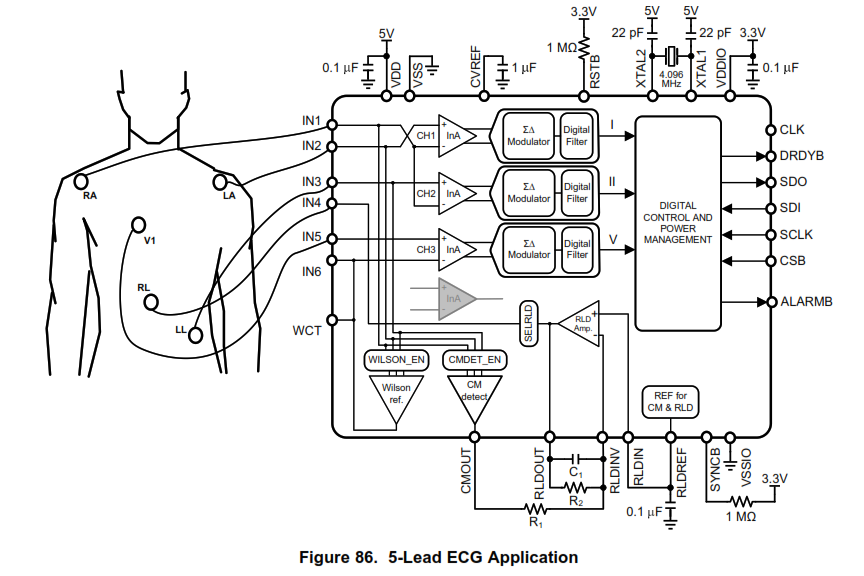 3.3V
5V
5V
5V
22 pF
22 pF
3.3V
1 MΩ
0.1 µF
VDD
VSS
CVREF
1 µF
RSTB
XTAL2
4.096
MHz
XTAL1
VDDIO
0.1 µF
IN1
IN2
IN3
IN4
IN5
IN6
WCT
RA
LA
V1
RL
LL
+
-
CH1
InA
ΣΔ
Modulator
Digital
Filter
I
+
-
CH2
InA
ΣΔ
Modulator
Digital
Filter
II
+
-
CH3
InA
ΣΔ
Modulator
Digital
Filter
V
InA
DIGITAL
CONTROL AND
POWER
MANAGEMENT
CLK
DRDYB
SDO
SDI
SCLK
CSB
ALARMB
SELRLD
RLD
Amp.
+
-
WILSON_EN
CMDET_EN
Wilson
ref.
CM
detect
REF for
CM & RLD
CMOUT
RLDOUT
RLDINV
RLDIN
RLDREF
SYNCB
VSSIO
C1
R2
R1
0.1 µF
3.3V
1 MΩ
Figure 86. 5-Lead ECG Application